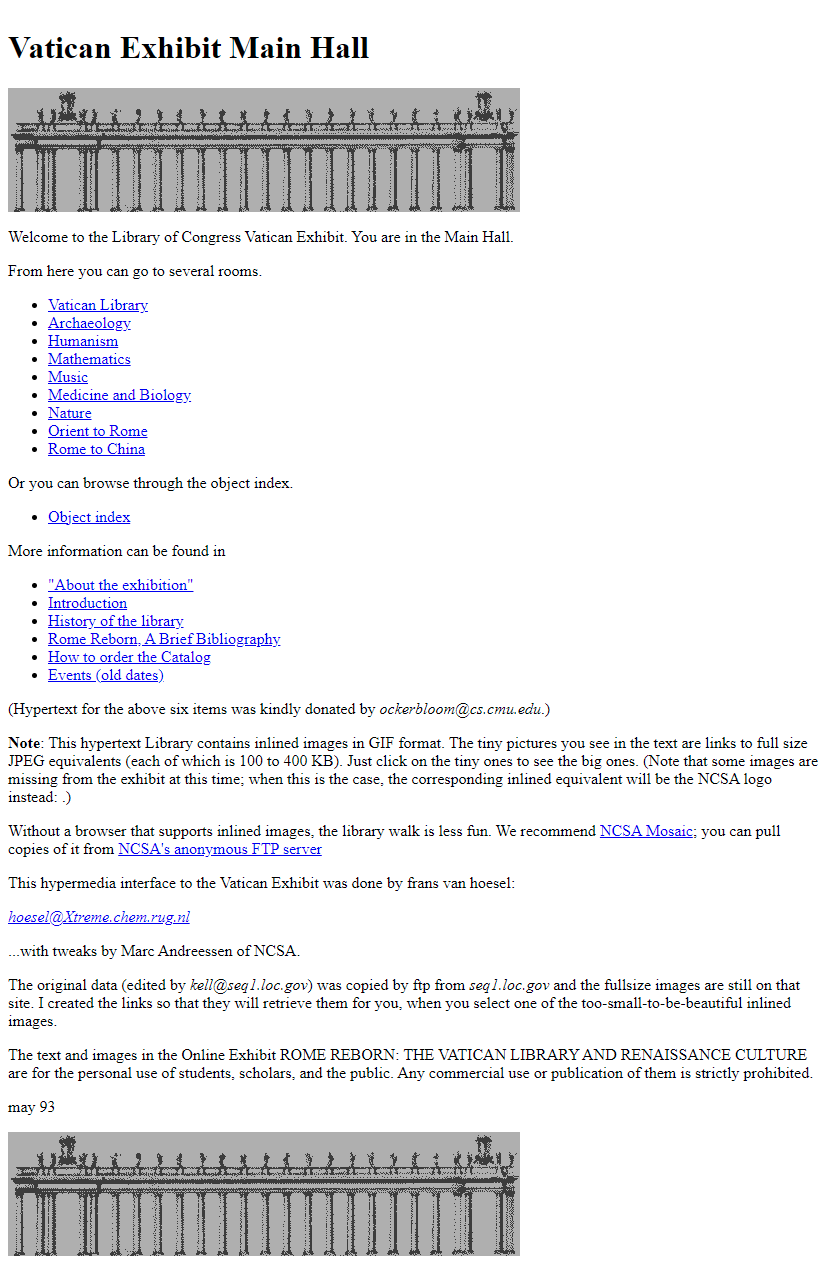 Vatican Exhibit Main Hall
Welcome to the Library of Congress Vatican Exhibit. You are in the Main Hall.
From here you can go to several rooms.
Vatican Library
Archaeology
Humanism
Mathematics
Music
Medicine and Biology
Nature
Orient to Rome
Rome to China
Or you can browse through the object index.
Object index
More information can be found in
"About the exhibition"
Introduction
History of the library
Rome Reborn, A Brief Bibliography
How to order the Catalog
Events (old dates)
(Hypertext for the above six items was kindly donated by ockerbloom@cs.cmu.edu.)
Note: This hypertext Library contains inlined images in GIF format. The tiny pictures you see in the text are links to full size
JPEG equivalents (each of which is 100 to 400 KB). Just click on the tiny ones to see the big ones. (Note that some images are
missing from the exhibit at this time; when this is the case, the corresponding inlined equivalent will be the NCSA logo
instead: .)
Without a browser that supports inlined images, the library walk is less fun. We recommend NCSA Mosaic; you can pull
copies of it from NCSA's anonymous FTP server
This hypermedia interface to the Vatican Exhibit was done by frans van hoesel:
hoesel@Xtreme.chem.rug.nl
...with tweaks by Marc Andreessen of NCSA.
The original data (edited by kell@seq1.loc.gov) was copied by ftp from seq1.loc.gov and the fullsize images are still on that
site. I created the links so that they will retrieve them for you, when you select one of the too-small-to-be-beautiful inlined
images.
The text and images in the Online Exhibit ROME REBORN: THE VATICAN LIBRARY AND RENAISSANCE CULTURE
are for the personal use of students, scholars, and the public. Any commercial use or publication of them is strictly prohibited.
may 93